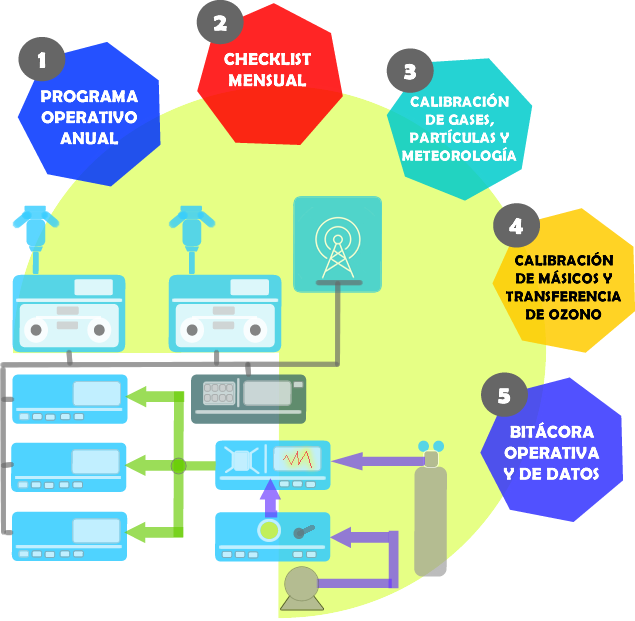 1
PROGRAMA
OPERATIVO
ANUAL
2
CHECKLIST
MENSUAL
3
CALIBRACIÓN
DE GASES,
PARTÍCULAS Y
METEOROLOGÍA
4
CALIBRACIÓN
DE MÁSICOS Y
TRANSFERENCIA
DE OZONO
5
BITÁCORA
OPERATIVA
Y DE DATOS